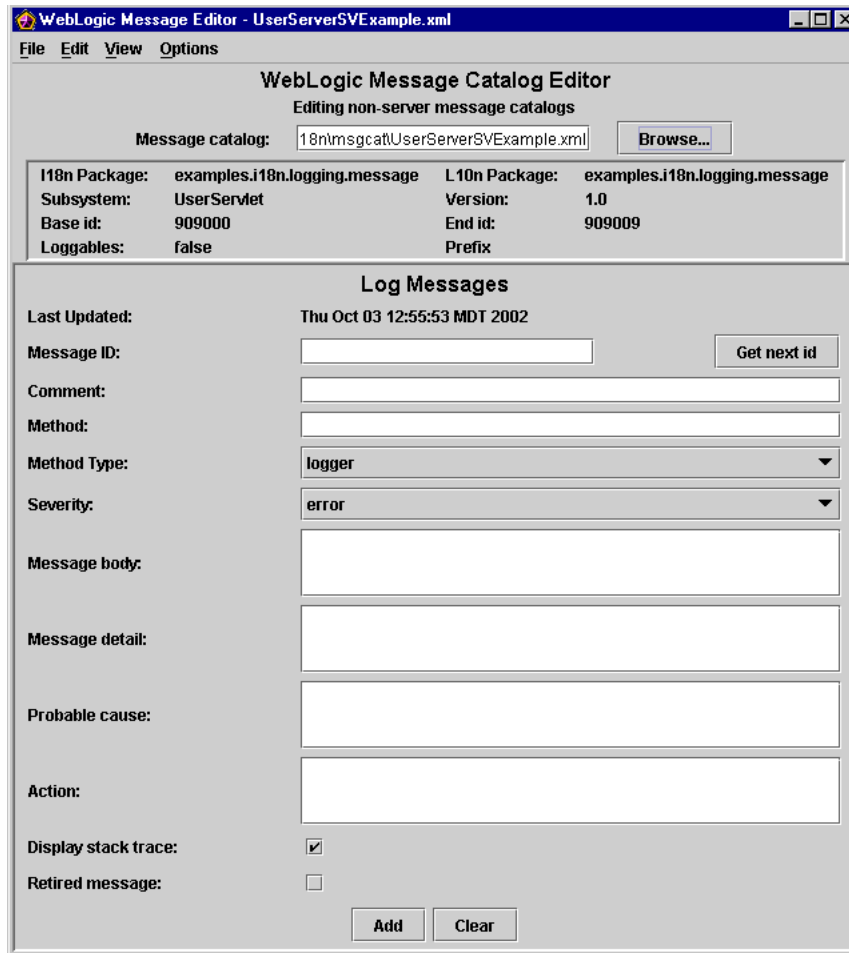 WebLogic Message Editor - UserServerSVExample.xml
File Edit View Options
WebLogic Message Catalog Editor
Editing non-server message catalogs
Message catalog: 18n\msgcat\UserServerSVExample.xml Browse...
I18n Package: examples.i18n.logging.message L10n Package: examples.i18n.logging.message
Subsystem: UserServlet Version: 1.0
Base id: 909000 End id: 909009
Loggables: false Prefix
Log Messages
Last Updated: Thu Oct 03 12:55:53 MDT 2002
Message ID: Get next id
Comment:
Method:
Method Type: logger
Severity: error
Message body:
Message detail:
Probable cause:
Action:
Display stack trace:
Retired message:
Add Clear